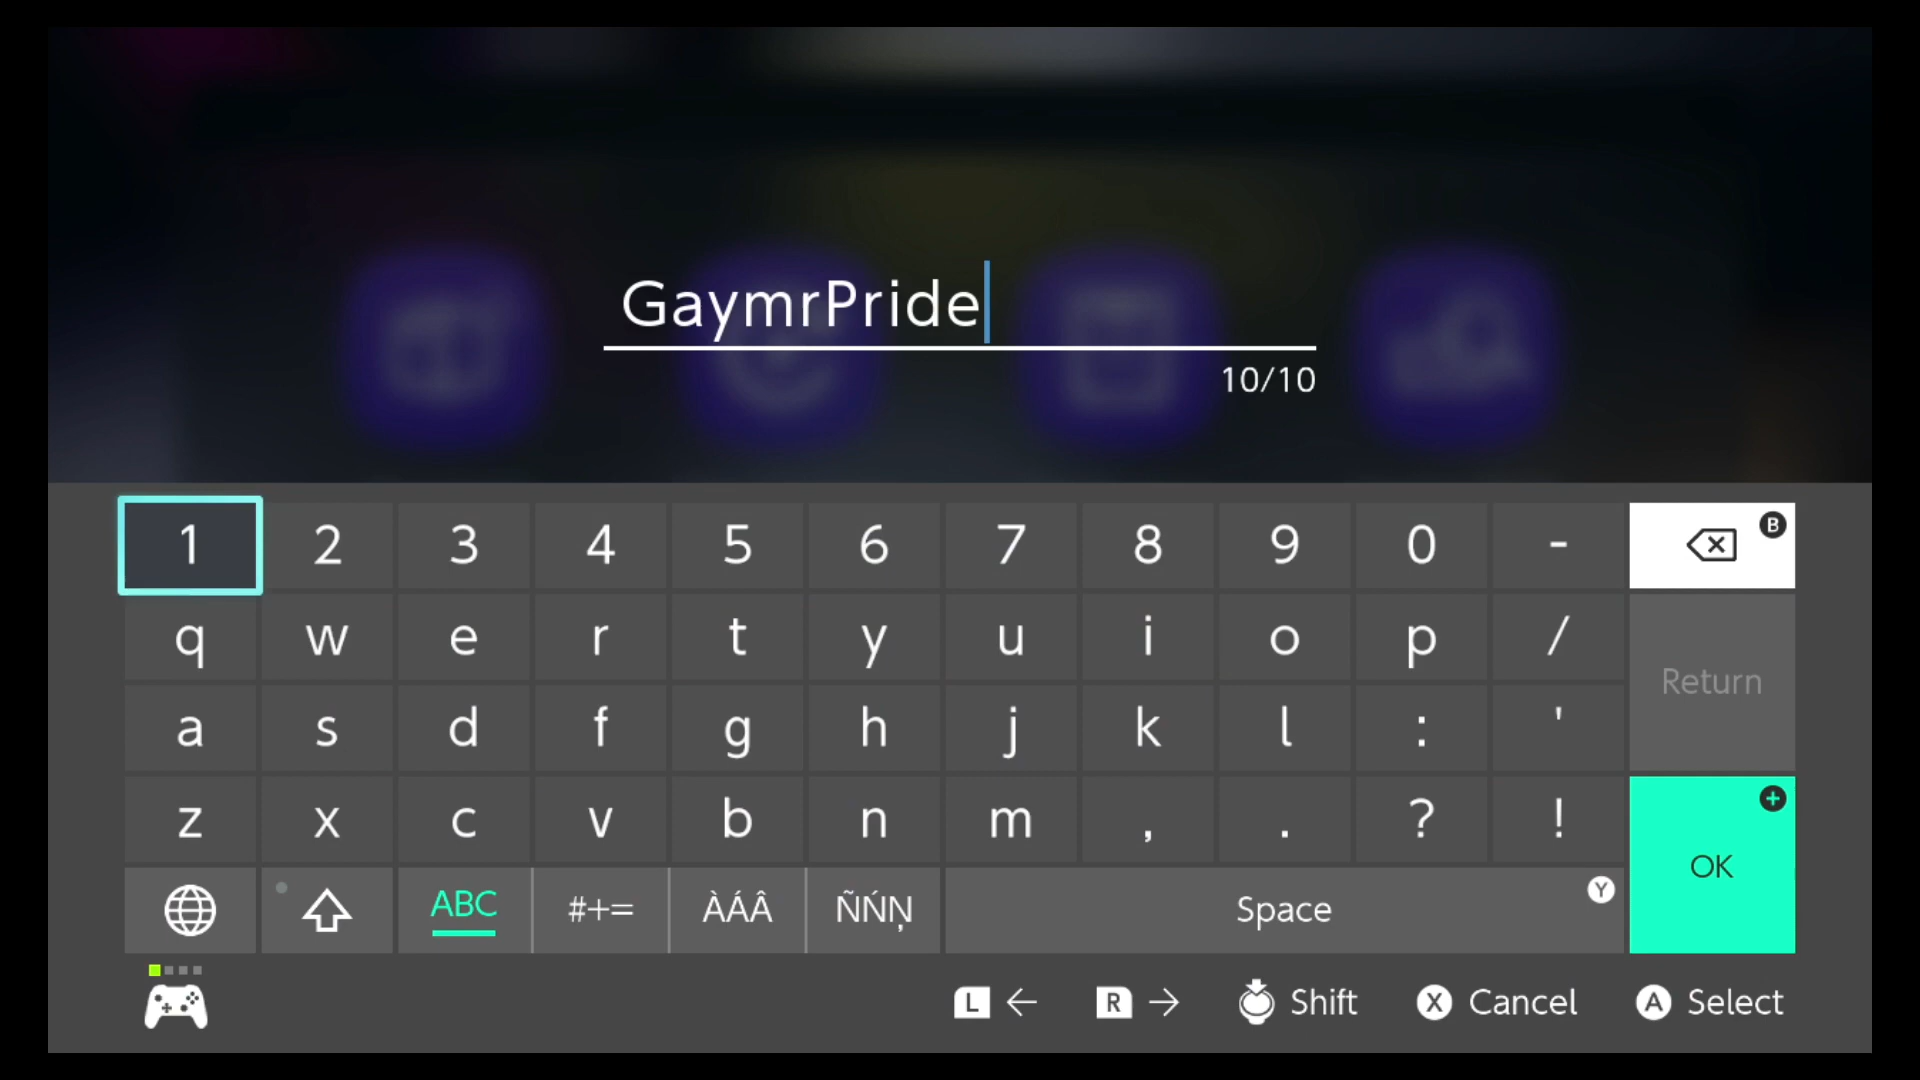 GaymrPride
10/10
1 2 3 4 5 6 7 8 9 0 - B
q w e r t y u i o p / Return
a s d f g h j k l : '
z x c v b n m , . ? ! + OK
ABC #+= ÀÁÂ ÑŃŅ Space Y
L ← R → Shift X Cancel A Select